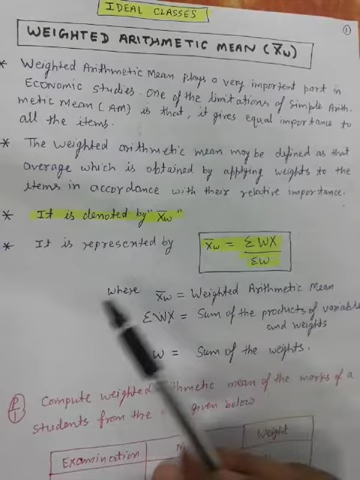 IDEAL CLASSES
①
WEIGHTED ARITHMETIC MEAN (X̄w)
* Weighted Arithmetic Mean plays a very important part in
Economic studies. One of the limitations of Simple Arith
metic Mean (AM) is that, it gives equal importance to
all the items.
* The weighted arithmetic mean may be defined as that
average which is obtained by applying weights to the
items in accordance with their relative importance.
* It is denoted by "X̄w"
* It is represented by X̄w = ΣWX / ΣW
where X̄w = Weighted Arithmetic Mean
ΣWX = Sum of the products of variable
and weights
W = Sum of the weights.
P/1 Compute weighted arithmetic mean of the marks of a
students from the given below
Examination Weight